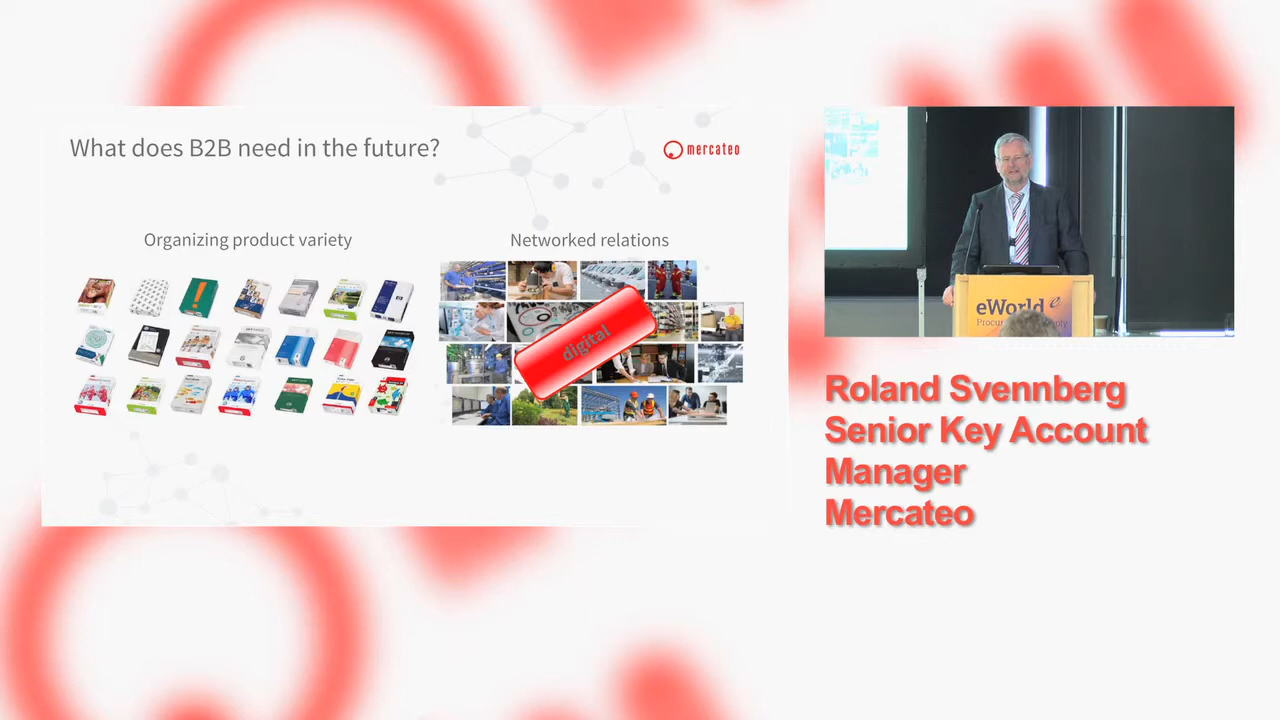 What does B2B need in the future?
mercateo
Organizing product variety
Networked relations
digital
eWorld
Roland Svennberg
Senior Key Account
Manager
Mercateo